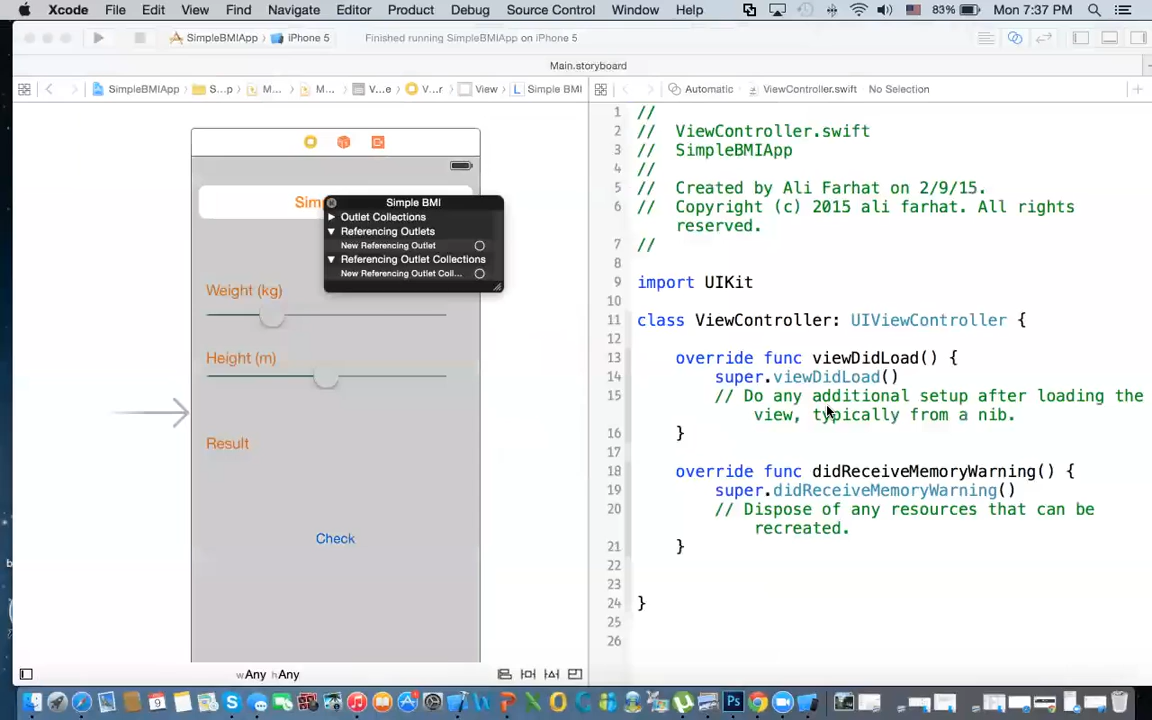 Xcode File Edit View Find Navigate Editor Product Debug Source Control Window Help 83% Mon 7:37 PM
SimpleBMIApp iPhone 5 Finished running SimpleBMIApp on iPhone 5
Main.storyboard
SimpleBMIApp S...p M... M... V...e V...r View L Simple BMI
Automatic ViewController.swift No Selection
Simple BMI
Outlet Collections
Referencing Outlets
New Referencing Outlet
Referencing Outlet Collections
New Referencing Outlet Coll...
Sim
Weight (kg)
Height (m)
Result
Check
wAny hAny
1 //
2 // ViewController.swift
3 // SimpleBMIApp
4 //
5 // Created by Ali Farhat on 2/9/15.
6 // Copyright (c) 2015 ali farhat. All rights
reserved.
7 //
8
9 import UIKit
10
11 class ViewController: UIViewController {
12
13 override func viewDidLoad() {
14 super.viewDidLoad()
15 // Do any additional setup after loading the
view, typically from a nib.
16 }
17
18 override func didReceiveMemoryWarning() {
19 super.didReceiveMemoryWarning()
20 // Dispose of any resources that can be
recreated.
21 }
22
23
24 }
25
26